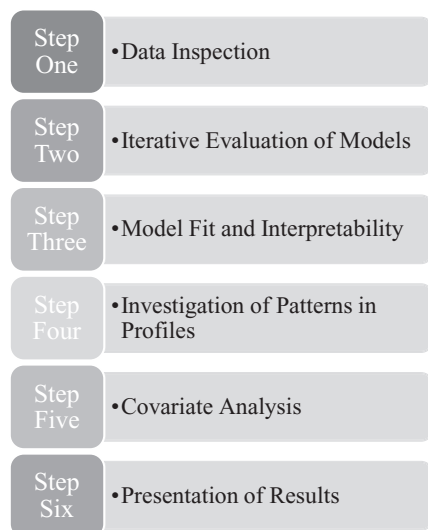 Step
One
•Data Inspection
Step
Two
•Iterative Evaluation of Models
Step
Three
•Model Fit and Interpretability
Step
Four
•Investigation of Patterns in
Profiles
Step
Five
•Covariate Analysis
Step
Six
•Presentation of Results